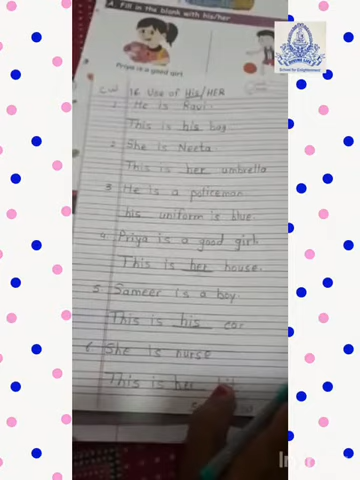 A Fill in the blank with his/her
Priya is a good girl
C.W 16 Use of His/HER
1. He is Ravi.
This is his bag
2. She is Neeta.
This is her umbrella
3 He is a policeman
his uniform is blue.
4. Priya is a good girl.
This is her house.
5. Sameer is a boy.
This is his car
6. She is nurse
This is her